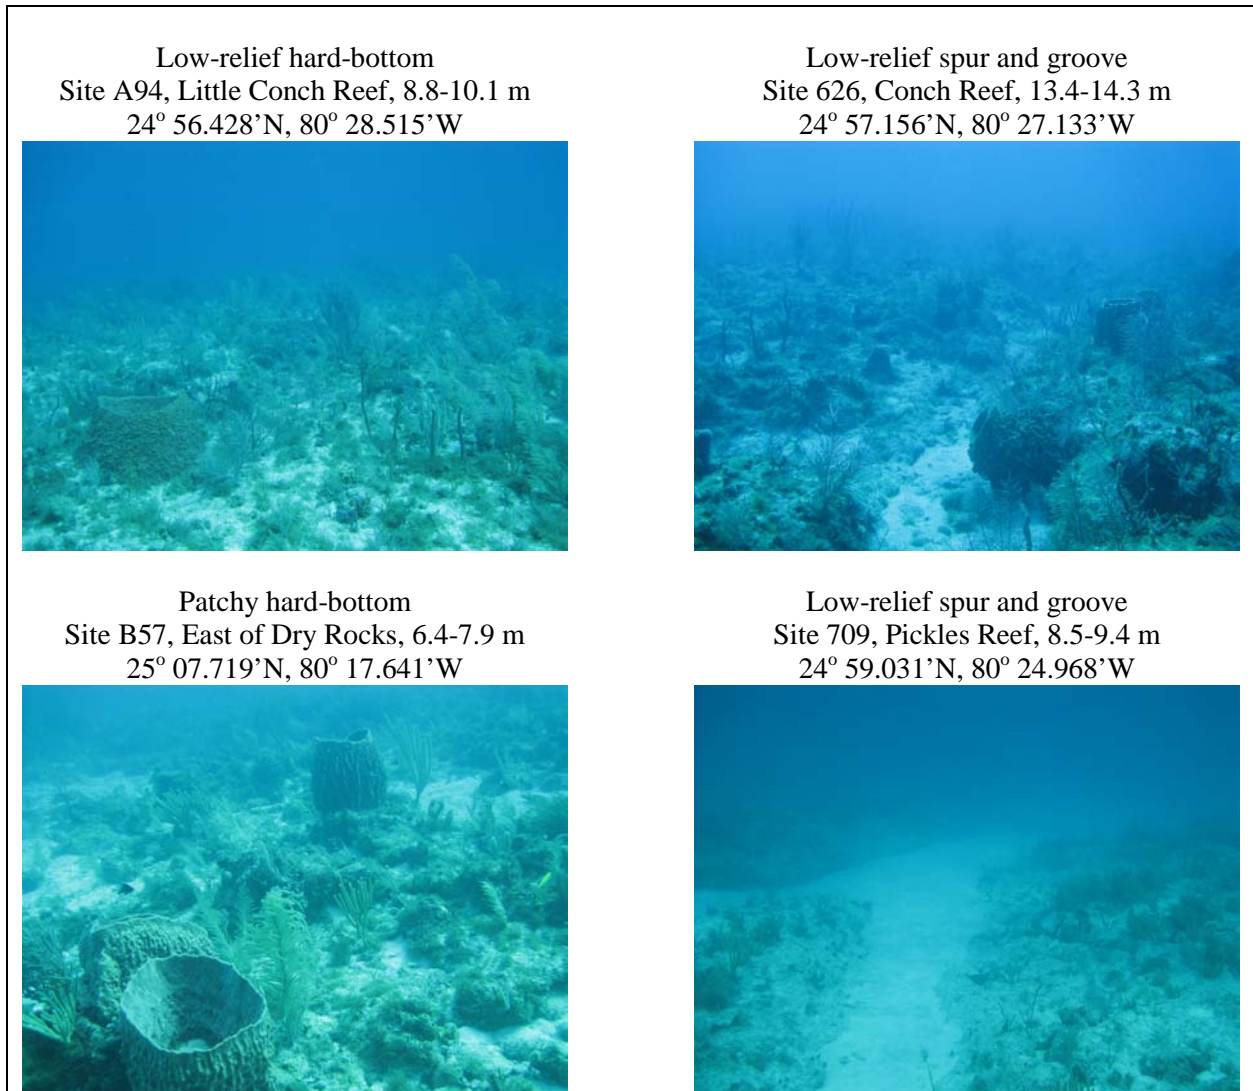 Low-relief hard-bottom
Site A94, Little Conch Reef, 8.8-10.1 m
24° 56.428’N, 80° 28.515’W
Low-relief spur and groove
Site 626, Conch Reef, 13.4-14.3 m
24° 57.156’N, 80° 27.133’W
Patchy hard-bottom
Site B57, East of Dry Rocks, 6.4-7.9 m
25° 07.719’N, 80° 17.641’W
Low-relief spur and groove
Site 709, Pickles Reef, 8.5-9.4 m
24° 59.031’N, 80° 24.968’W